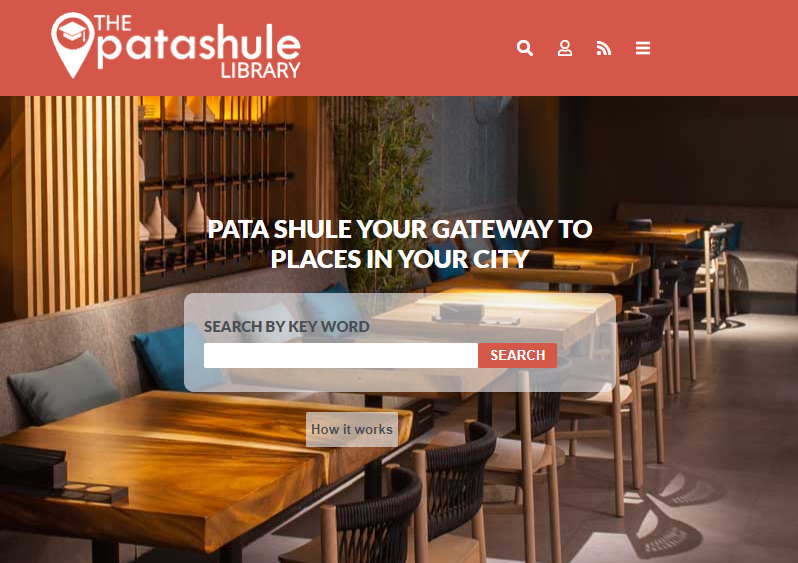 THE
patashule
LIBRARY
PATA SHULE YOUR GATEWAY TO
PLACES IN YOUR CITY
SEARCH BY KEY WORD
SEARCH
How it works